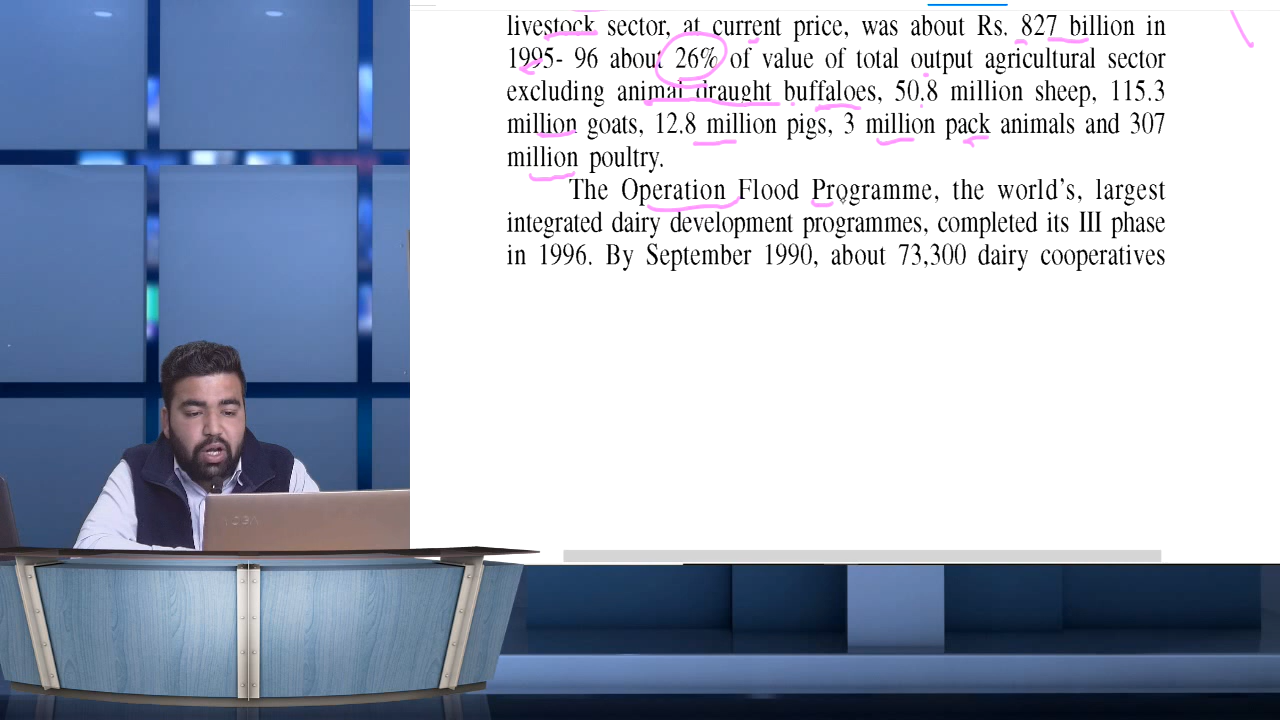 livestock sector, at current price, was about Rs. 827 billion in
1995- 96 about 26% of value of total output agricultural sector
excluding animal draught buffaloes, 50.8 million sheep, 115.3
million goats, 12.8 million pigs, 3 million pack animals and 307
million poultry.
The Operation Flood Programme, the world's, largest
integrated dairy development programmes, completed its III phase
in 1996. By September 1990, about 73,300 dairy cooperatives
YOGA